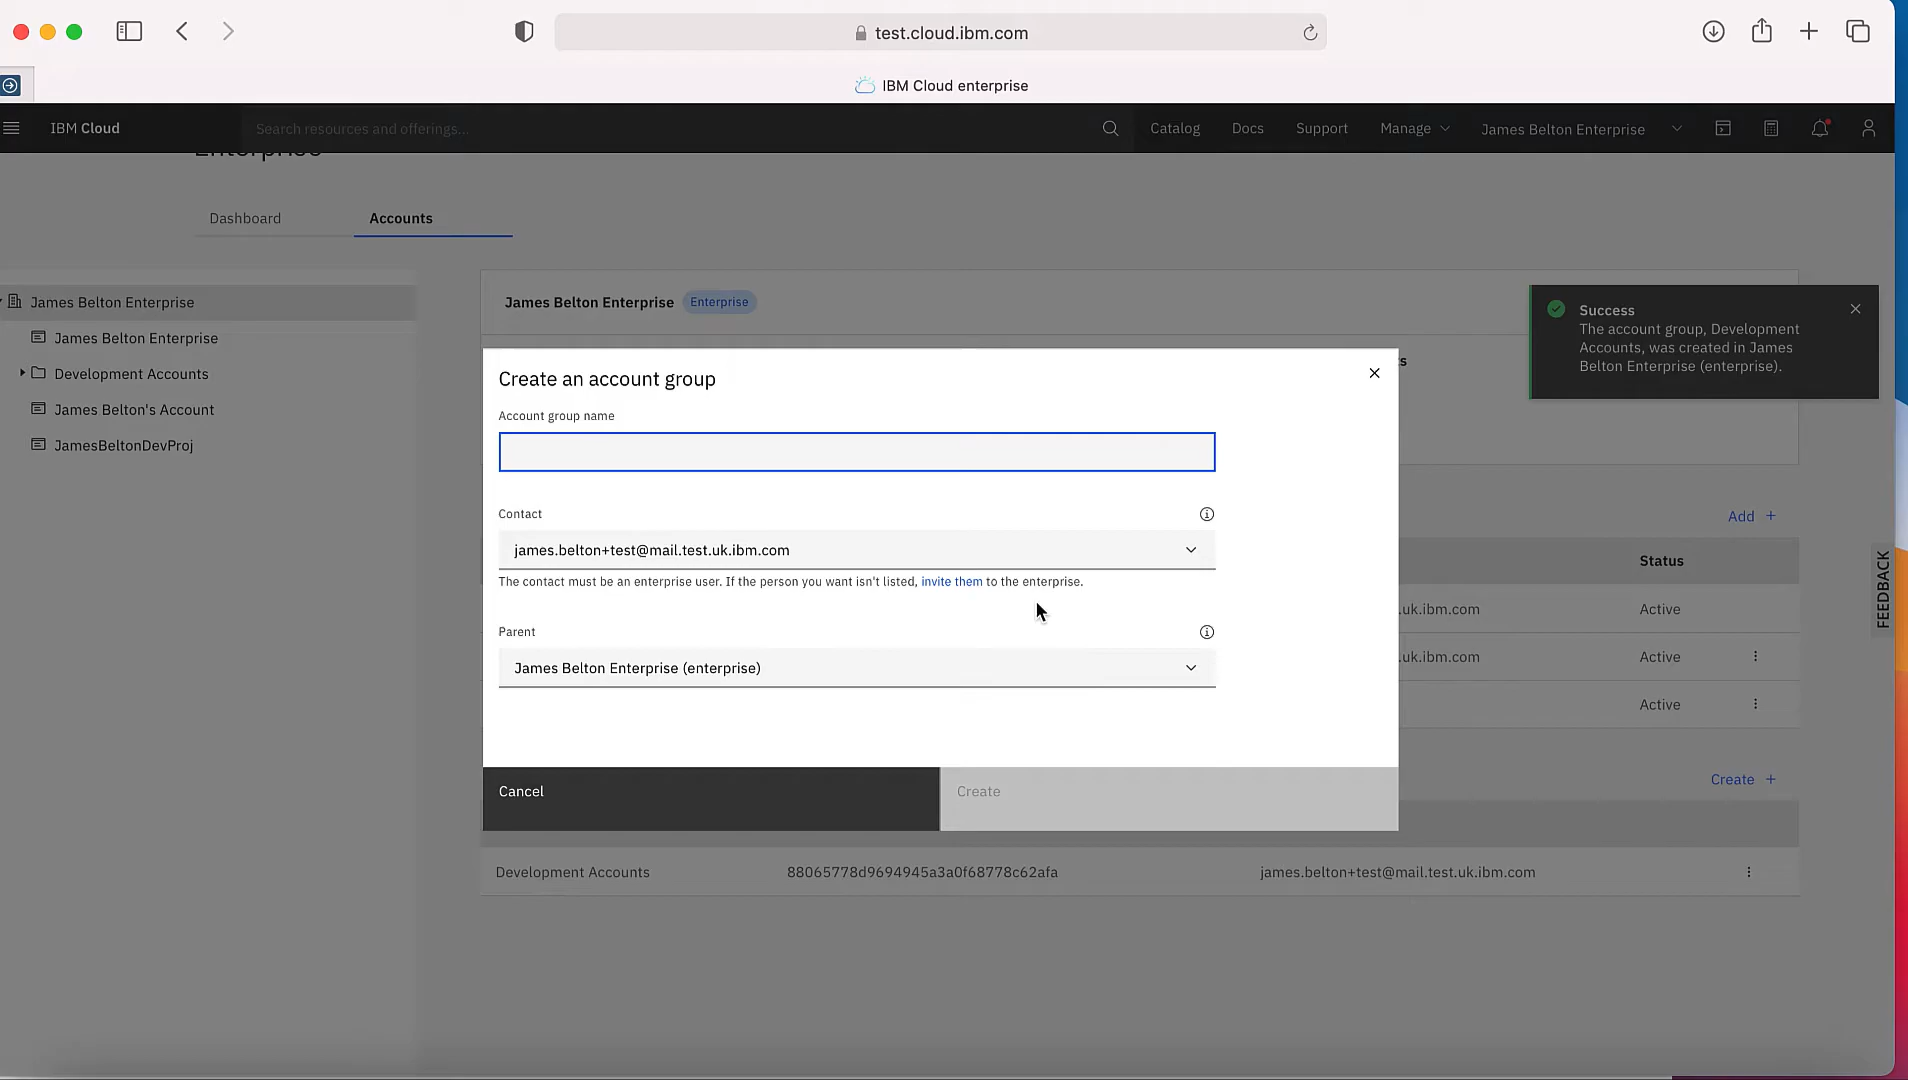 test.cloud.ibm.com
IBM Cloud enterprise
IBM Cloud
Search resources and offerings...
Catalog
Docs
Support
Manage
James Belton Enterprise
Enterprise
Dashboard
Accounts
James Belton Enterprise
James Belton Enterprise
Development Accounts
James Belton's Account
JamesBeltonDevProj
James Belton Enterprise
Enterprise
Success
The account group, Development
Accounts, was created in James
Belton Enterprise (enterprise).
Create an account group
Account group name
Contact
james.belton+test@mail.test.uk.ibm.com
The contact must be an enterprise user. If the person you want isn't listed, invite them to the enterprise.
Parent
James Belton Enterprise (enterprise)
Cancel
Create
Add +
Status
.uk.ibm.com Active
.uk.ibm.com Active
Active
Create +
Development Accounts 88065778d9694945a3a0f68778c62afa james.belton+test@mail.test.uk.ibm.com
FEEDBACK